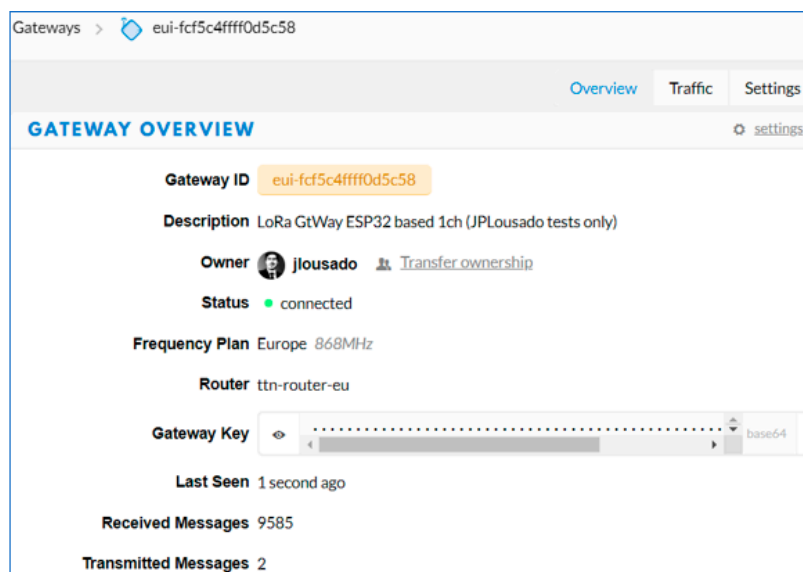 Gateways > eui-fcf5c4ffff0d5c58
Overview Traffic Settings
GATEWAY OVERVIEW settings
Gateway ID eui-fcf5c4ffff0d5c58
Description LoRa GtWay ESP32 based 1ch (JPLousado tests only)
Owner jlousado Transfer ownership
Status connected
Frequency Plan Europe 868MHz
Router ttn-router-eu
Gateway Key ................................................ base64
Last Seen 1 second ago
Received Messages 9585
Transmitted Messages 2